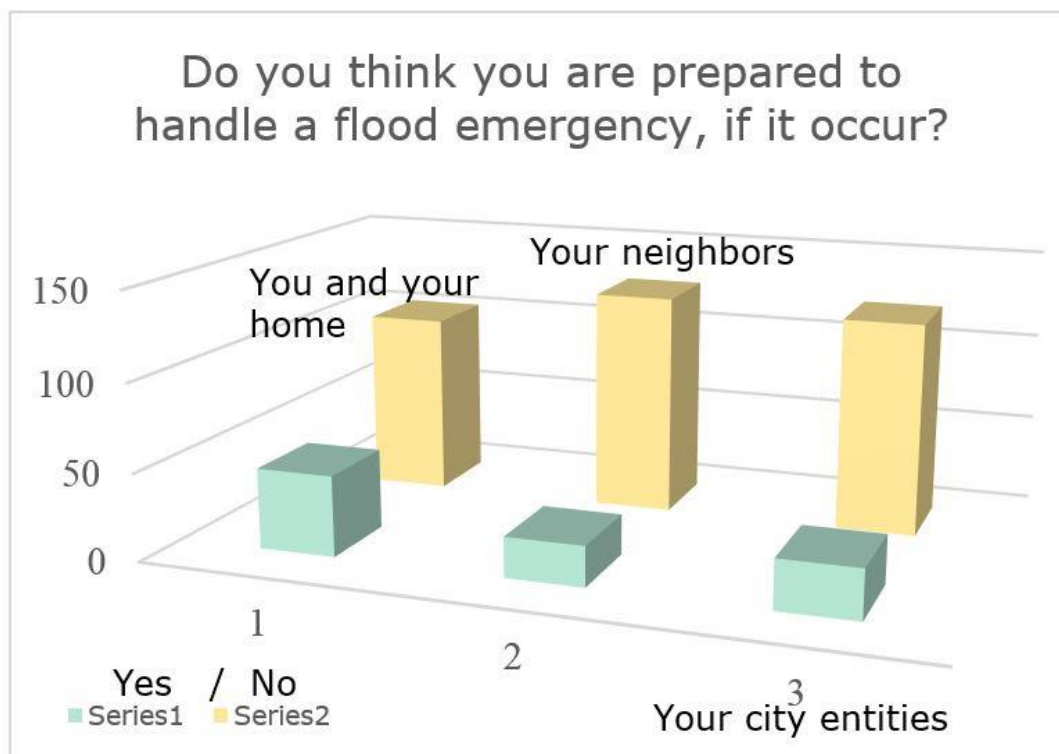 Do you think you are prepared to
handle a flood emergency, if it occur?
Your neighbors
You and your
home
150
100
50
0
1
2
3
Yes / No
Series1 Series2
Your city entities